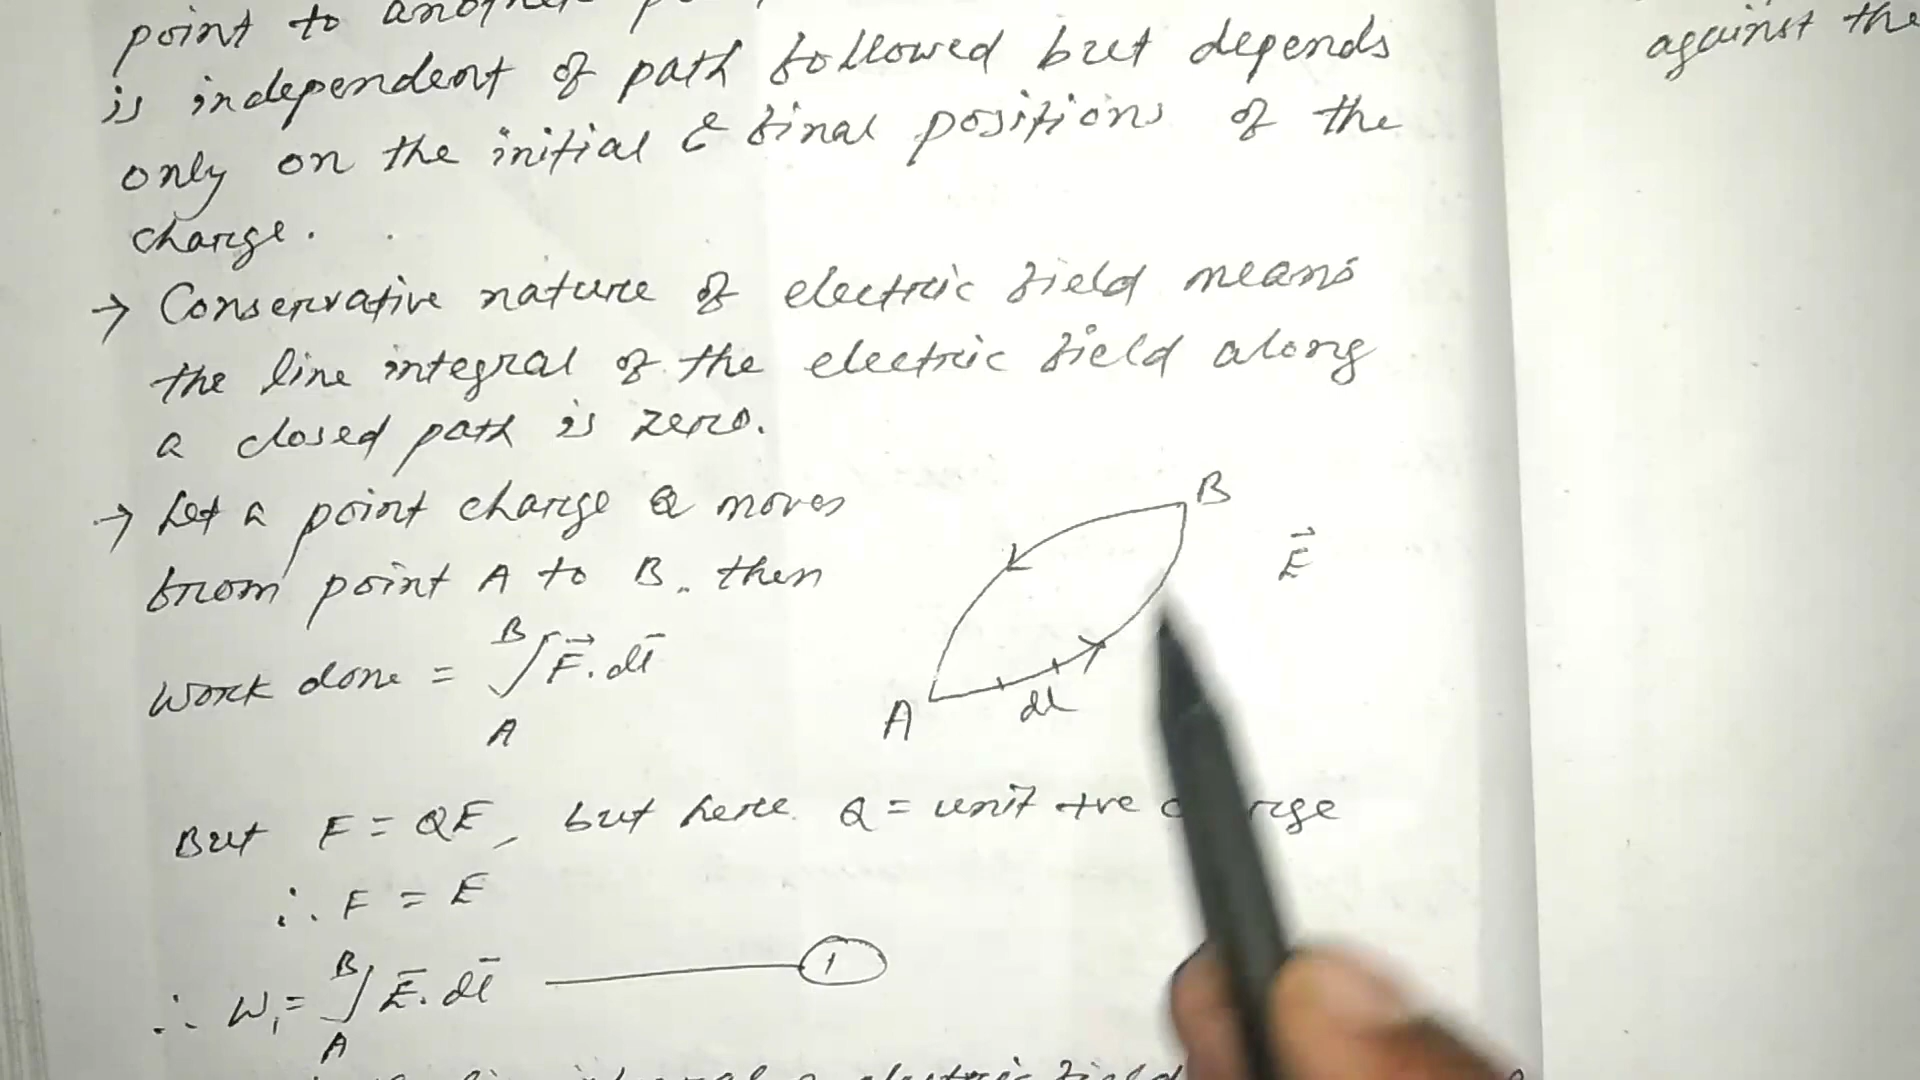 point to another
is independent of path followed but depends
only on the initial & final positions of the
charge.
→ Conservative nature of electric field means
the line integral of the electric field along
a closed path is zero.
→ Let a point charge Q moves
from point A to B. then
Work done = ∫_A^B F⃗. dl̄
But F = QE, but here Q = unit +ve
∴ F = E
∴ W₁ = ∫_A^B Ē. dl̄ ——— ①
electric field
B
E⃗
A
dl
against the